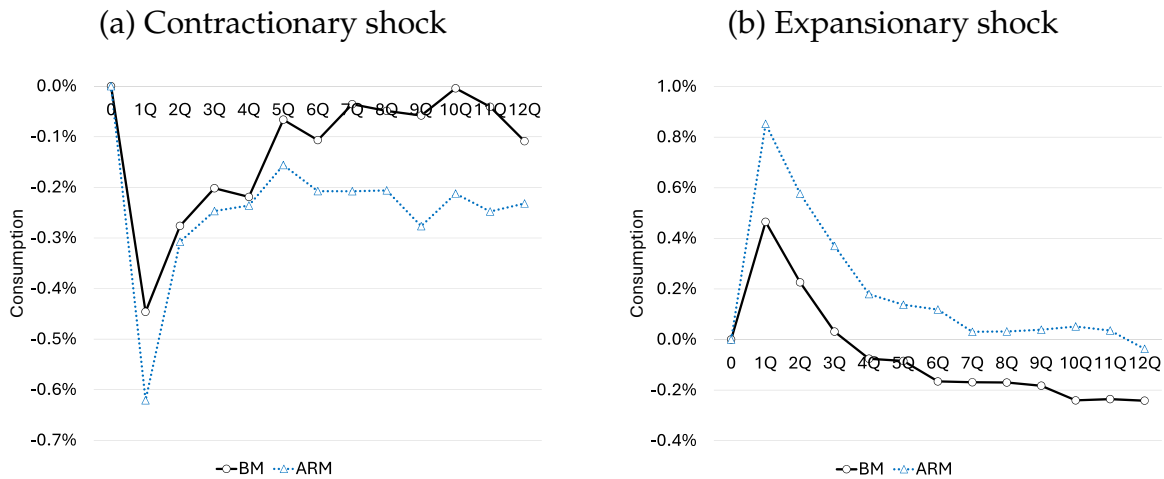 (a) Contractionary shock
0.0%
-0.1%
-0.2%
-0.3%
-0.4%
-0.5%
-0.6%
-0.7%
Consumption
0 1Q 2Q 3Q 4Q 5Q 6Q 7Q 8Q 9Q 10Q 11Q 12Q
BM ARM
(b) Expansionary shock
1.0%
0.8%
0.6%
0.4%
0.2%
0.0%
-0.2%
-0.4%
Consumption
0 1Q 2Q 3Q 4Q 5Q 6Q 7Q 8Q 9Q 10Q 11Q 12Q
BM ARM